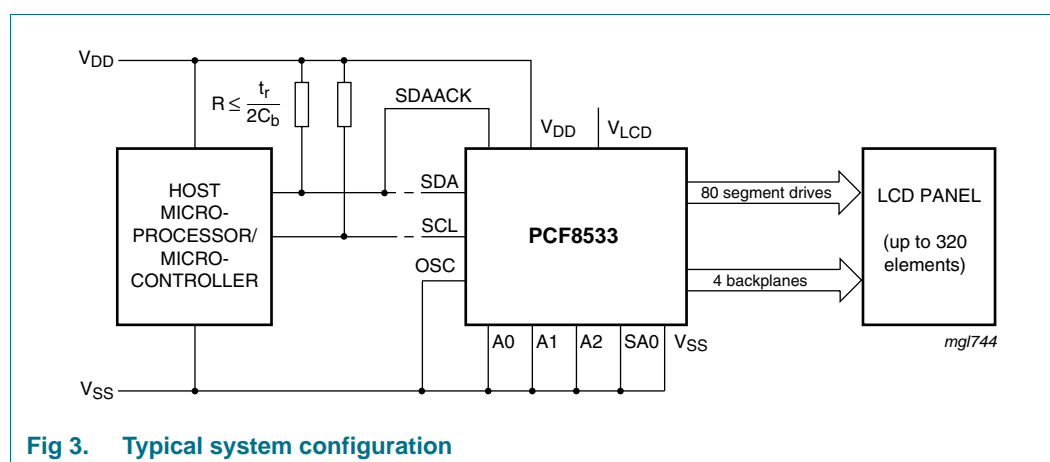 VDD
R ≤ tr
2Cb
SDAACK
VDD
VLCD
HOST
MICRO-
PROCESSOR/
MICRO-
CONTROLLER
SDA
SCL
OSC
PCF8533
80 segment drives
4 backplanes
LCD PANEL
(up to 320
elements)
A0
A1
A2
SA0
VSS
mgl744
VSS
Fig 3. Typical system configuration